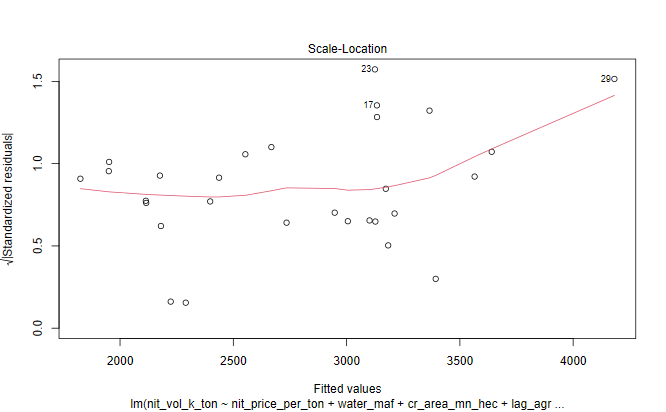 Scale-Location
√|Standardized residuals|
1.5
1.0
0.5
0.0
23
29
17
2000 2500 3000 3500 4000
Fitted values
lm(nit_vol_k_ton ~ nit_price_per_ton + water_maf + cr_area_mn_hec + lag_agr ...